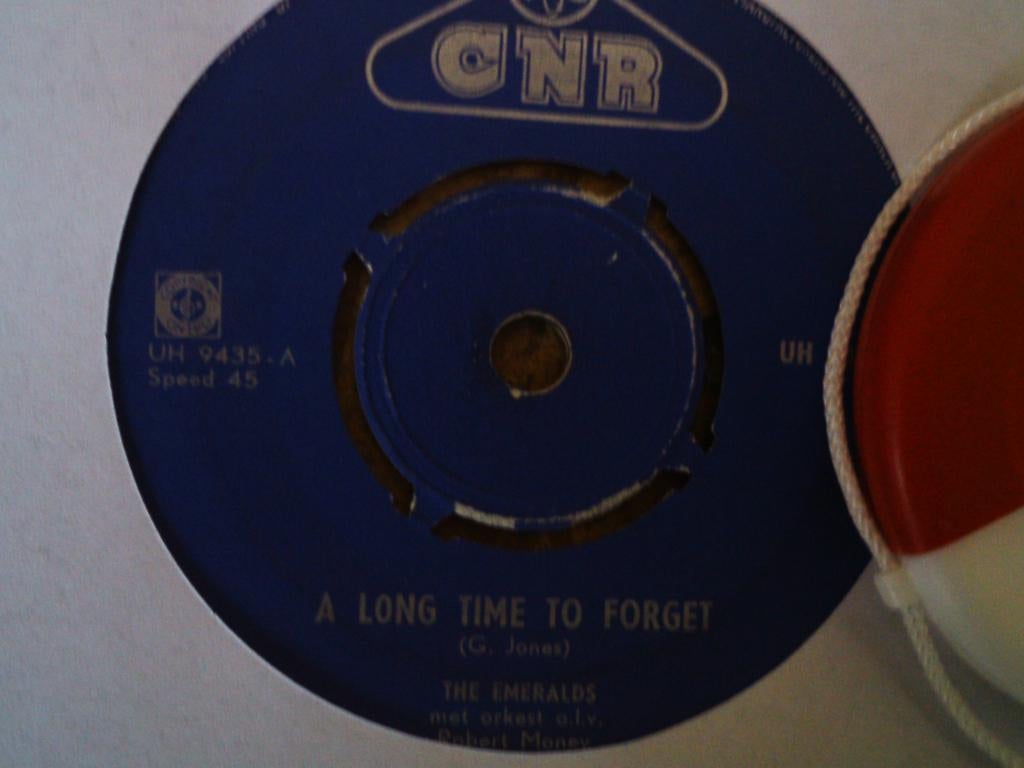 CNR
UH 9435-A
Speed 45
UH
A LONG TIME TO FORGET
(G. Jones)
THE EMERALDS
met orkest o.l.v.
Robert Money